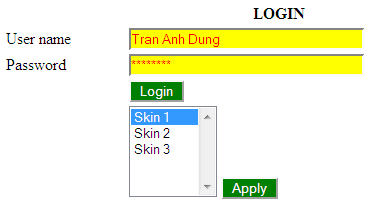 LOGIN
User name Tran Anh Dung
Password ********
Login
Skin 1
Skin 2
Skin 3
Apply